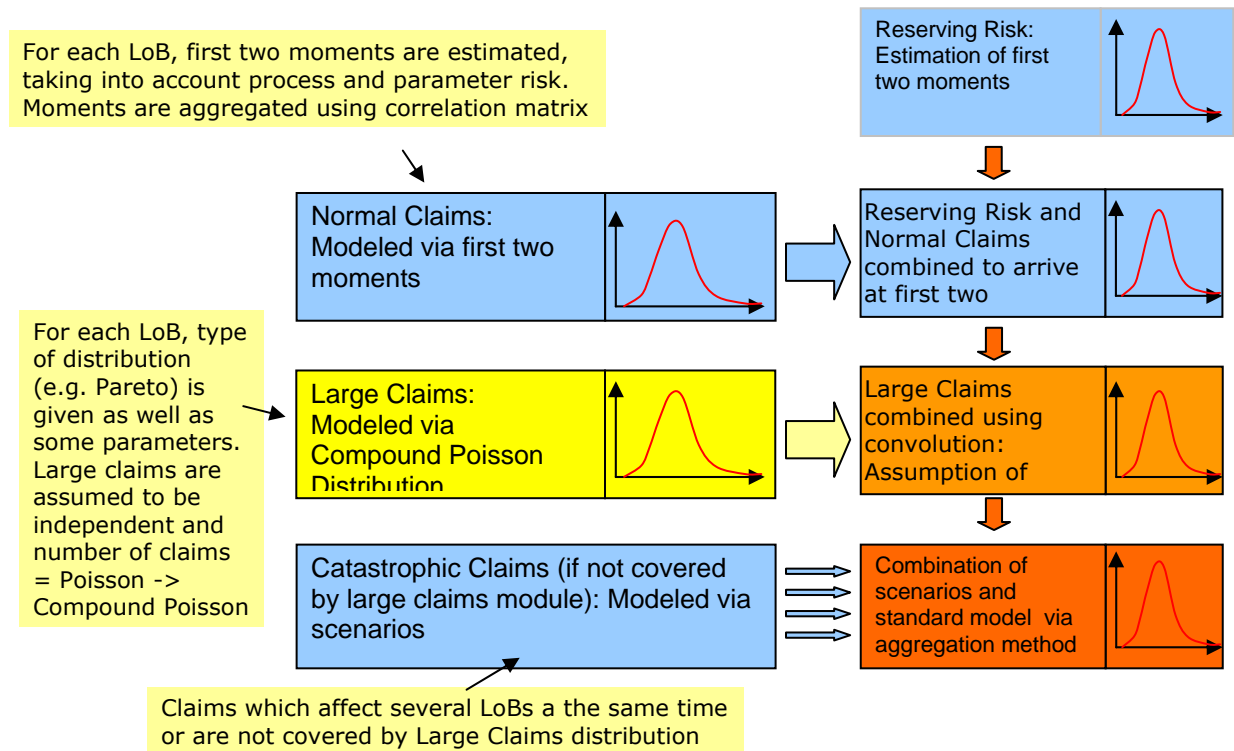 For each LoB, first two moments are estimated,
taking into account process and parameter risk.
Moments are aggregated using correlation matrix
Reserving Risk:
Estimation of first
two moments
Normal Claims:
Modeled via first two
moments
Reserving Risk and
Normal Claims
combined to arrive
at first two
For each LoB, type
of distribution
(e.g. Pareto) is
given as well as
some parameters.
Large claims are
assumed to be
independent and
number of claims
= Poisson ->
Compound Poisson
Large Claims:
Modeled via
Compound Poisson
Distribution
Large Claims
combined using
convolution:
Assumption of
Catastrophic Claims (if not covered
by large claims module): Modeled via
scenarios
Combination of
scenarios and
standard model via
aggregation method
Claims which affect several LoBs a the same time
or are not covered by Large Claims distribution